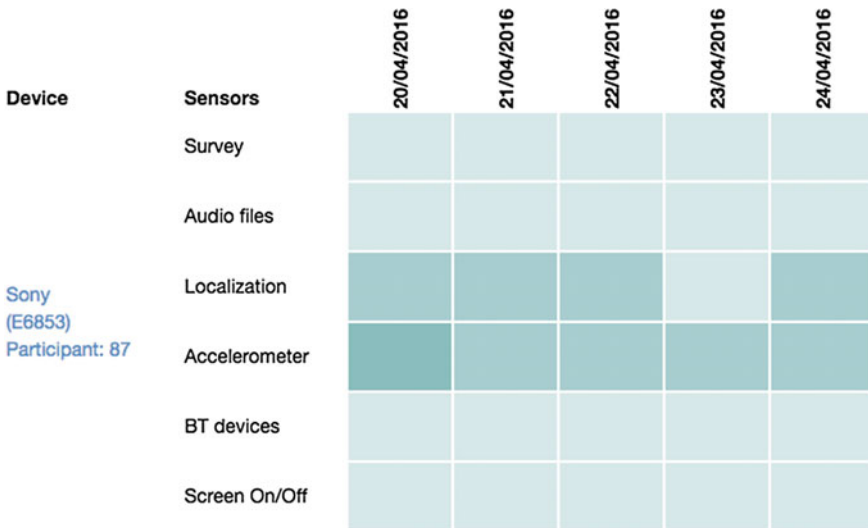 20/04/2016
21/04/2016
22/04/2016
23/04/2016
24/04/2016
Device Sensors
Survey
Audio files
Localization
Sony
(E6853)
Participant: 87
Accelerometer
BT devices
Screen On/Off